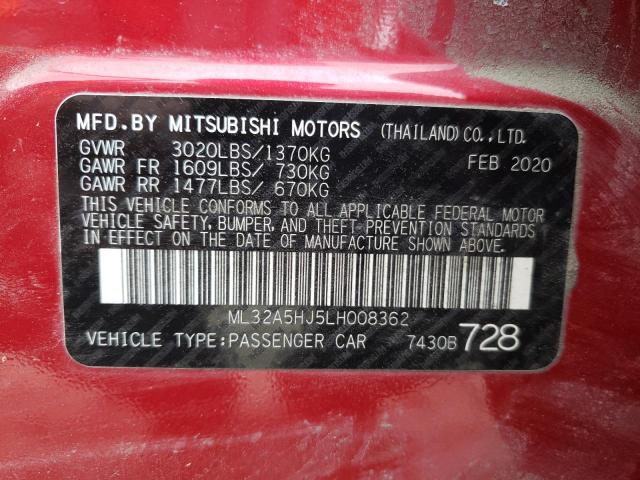 MFD.BY MITSUBISHI MOTORS (THAILAND)CO.,LTD.
GVWR 3020LBS/1370KG FEB 2020
GAWR FR 1609LBS/ 730KG
GAWR RR 1477LBS/ 670KG
THIS VEHICLE CONFORMS TO ALL APPLICABLE FEDERAL MOTOR
VEHICLE SAFETY, BUMPER, AND THEFT PREVENTION STANDARDS
IN EFFECT ON THE DATE OF MANUFACTURE SHOWN ABOVE.
ML32A5HJ5LH008362
VEHICLE TYPE:PASSENGER CAR 7430B 728